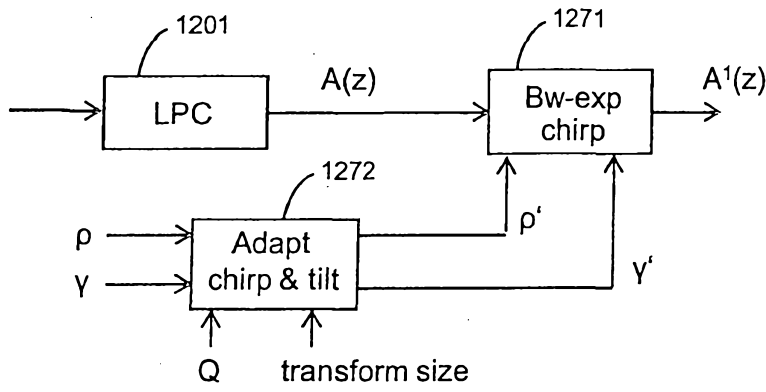 1201
1271
LPC
A(z)
Bw-exp
chirp
A¹(z)
1272
ρ
γ
Adapt
chirp & tilt
ρ'
γ'
Q
transform size